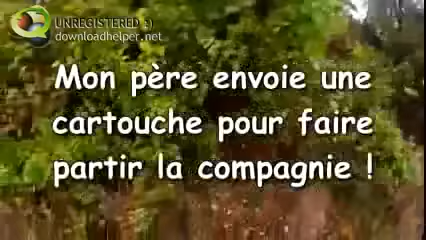 UNREGISTERED :)
downloadhelper.net
Mon père envoie une
cartouche pour faire
partir la compagnie !